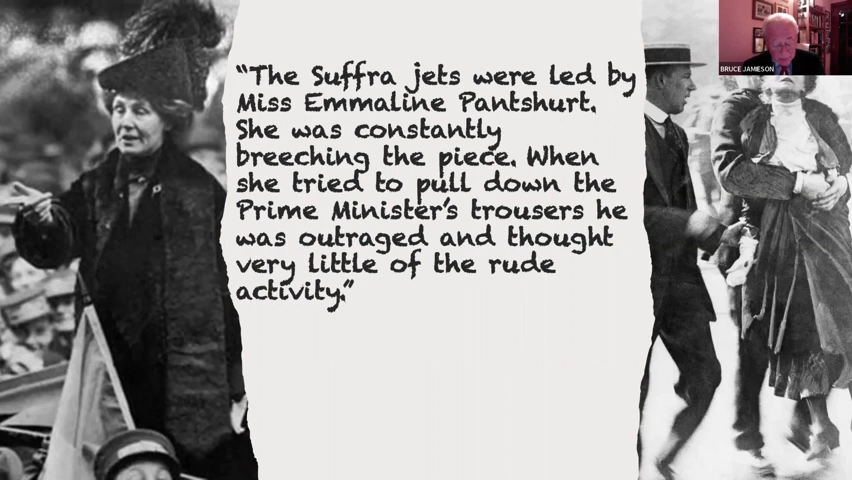 “The Suffra jets were led by
Miss Emmaline Pantshurt.
She was constantly
breeching the piece. When
she tried to pull down the
Prime Minister’s trousers he
was outraged and thought
very little of the rude
activity.”
BRUCE JAMIESON